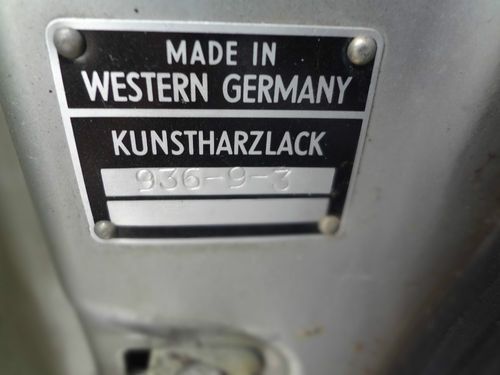 MADE IN
WESTERN GERMANY
KUNSTHARZLACK
936-9-3